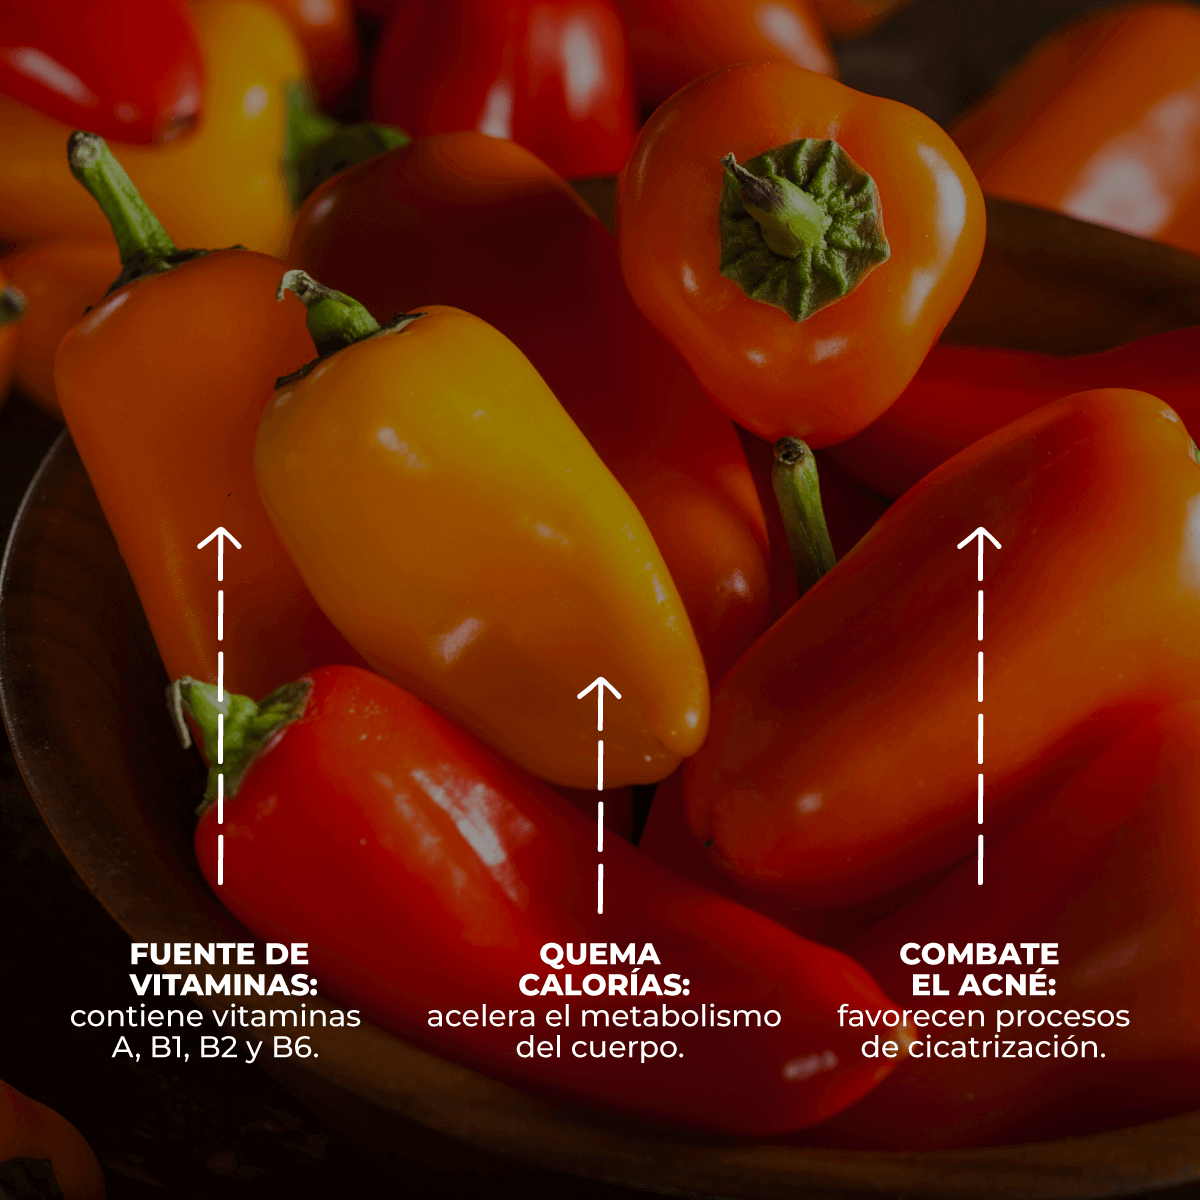 FUENTE DE
VITAMINAS:
contiene vitaminas
A, B1, B2 y B6.
QUEMA
CALORÍAS:
acelera el metabolismo
del cuerpo.
COMBATE
EL ACNÉ:
favorecen procesos
de cicatrización.